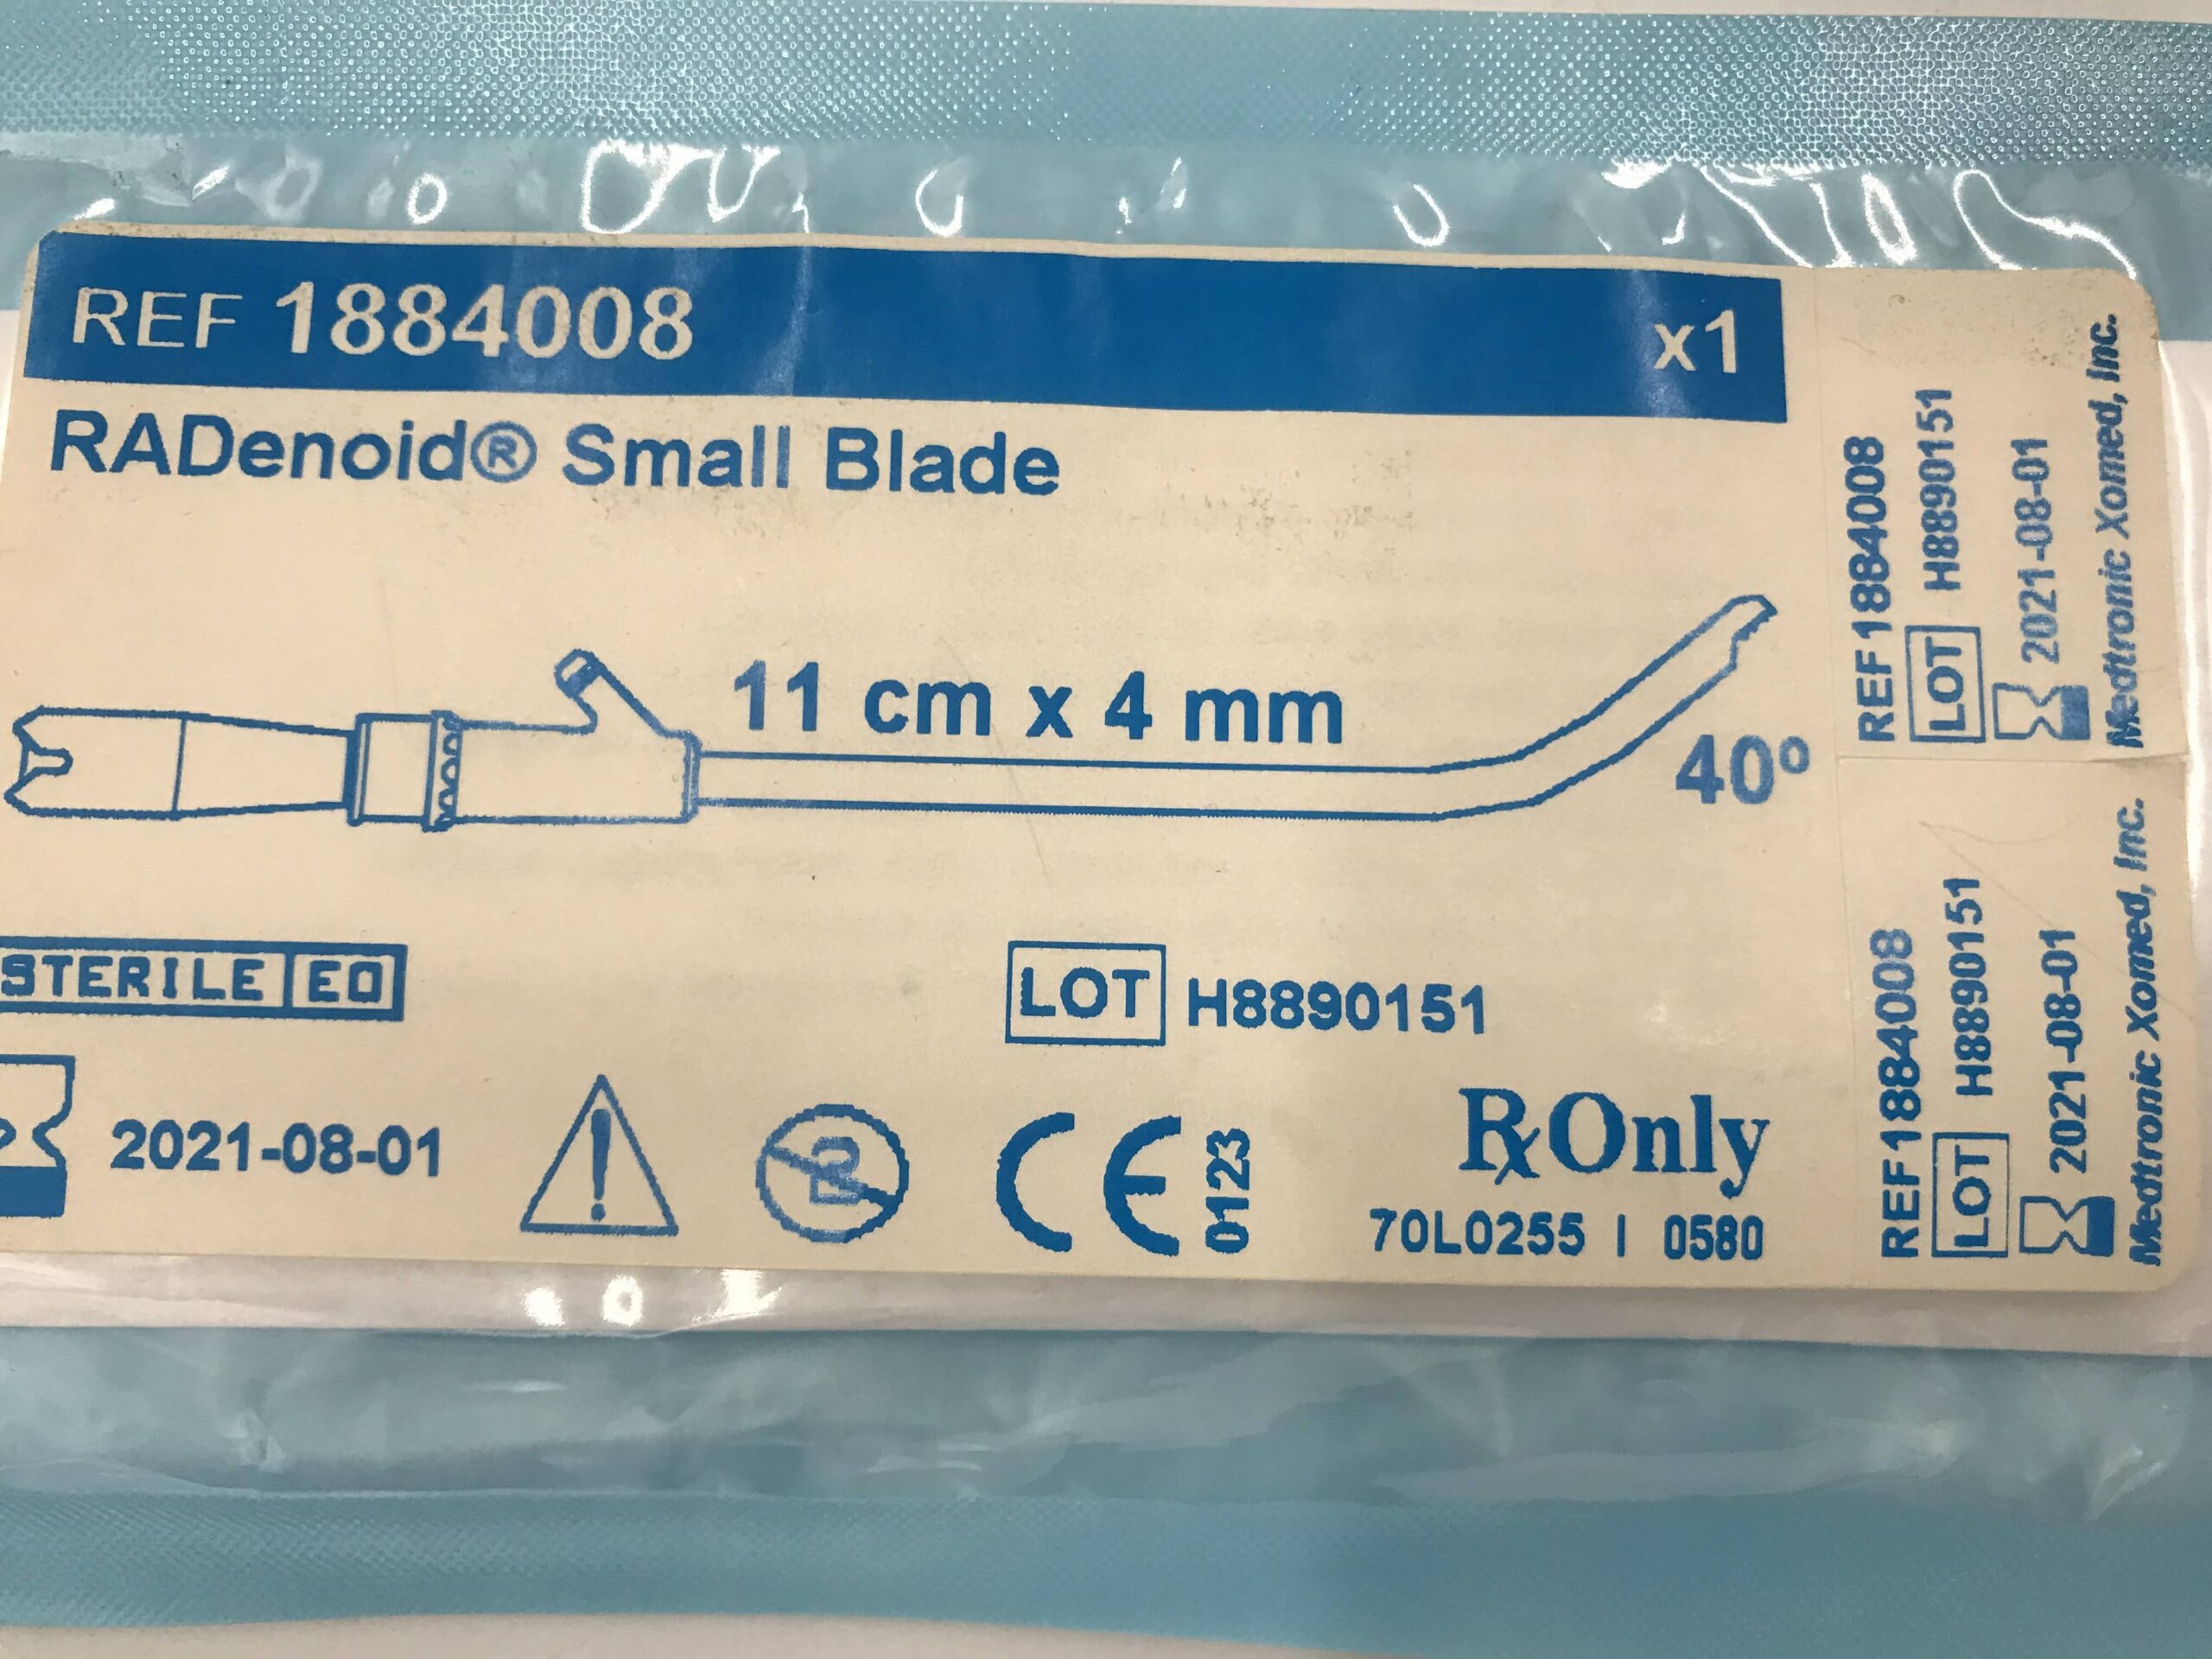 REF 1884008 x1
RADenoid® Small Blade
11 cm x 4 mm
40°
STERILE EO
LOT H8890151
2021-08-01
2
CE 0123
Rx Only
70L0255 | 0580
REF1884008
LOT H8890151
2021-08-01
Medtronic Xomed, Inc.
REF1884008
LOT H8890151
2021-08-01
Medtronic Xomed, Inc.